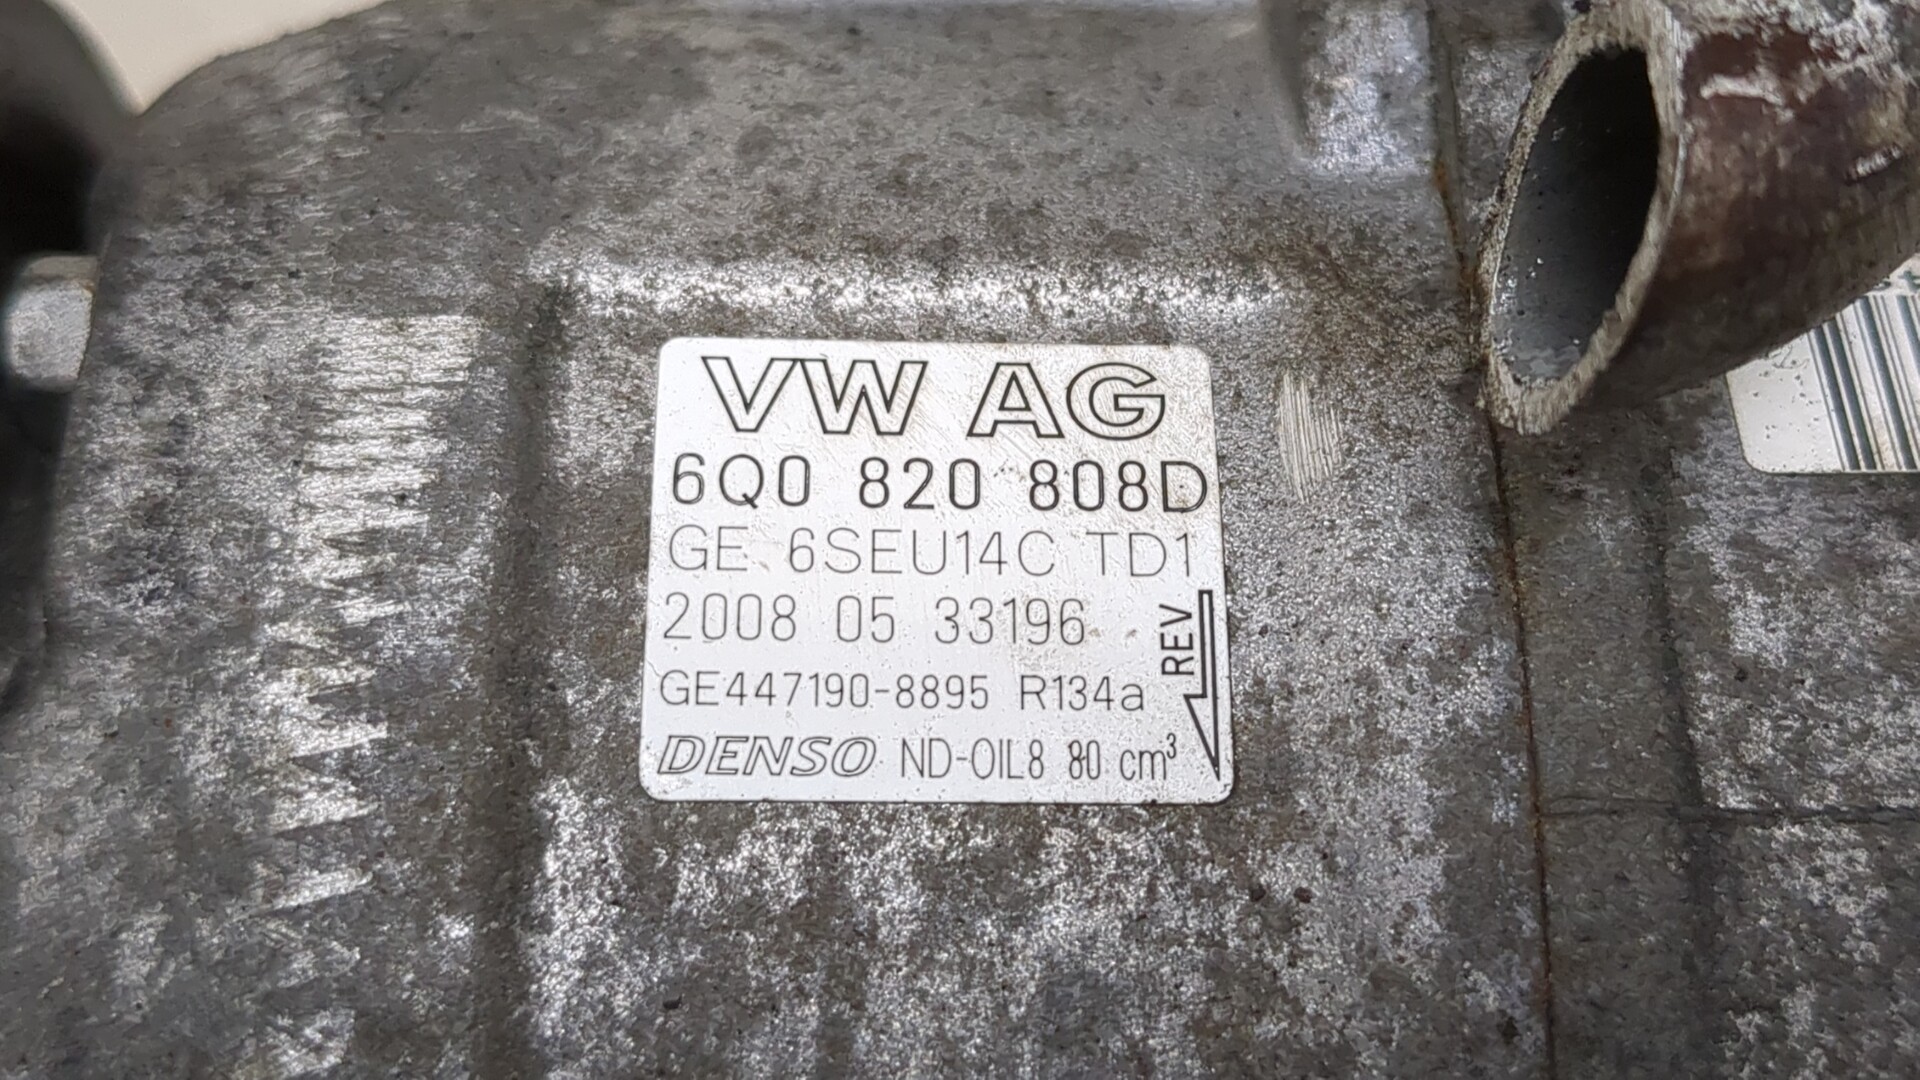 VW AG
6Q0 820 808D
GE 6SEU14C TD1
2008 05 33196
REV
GE447190-8895 R134a
DENSO ND-OIL8 80 cm³